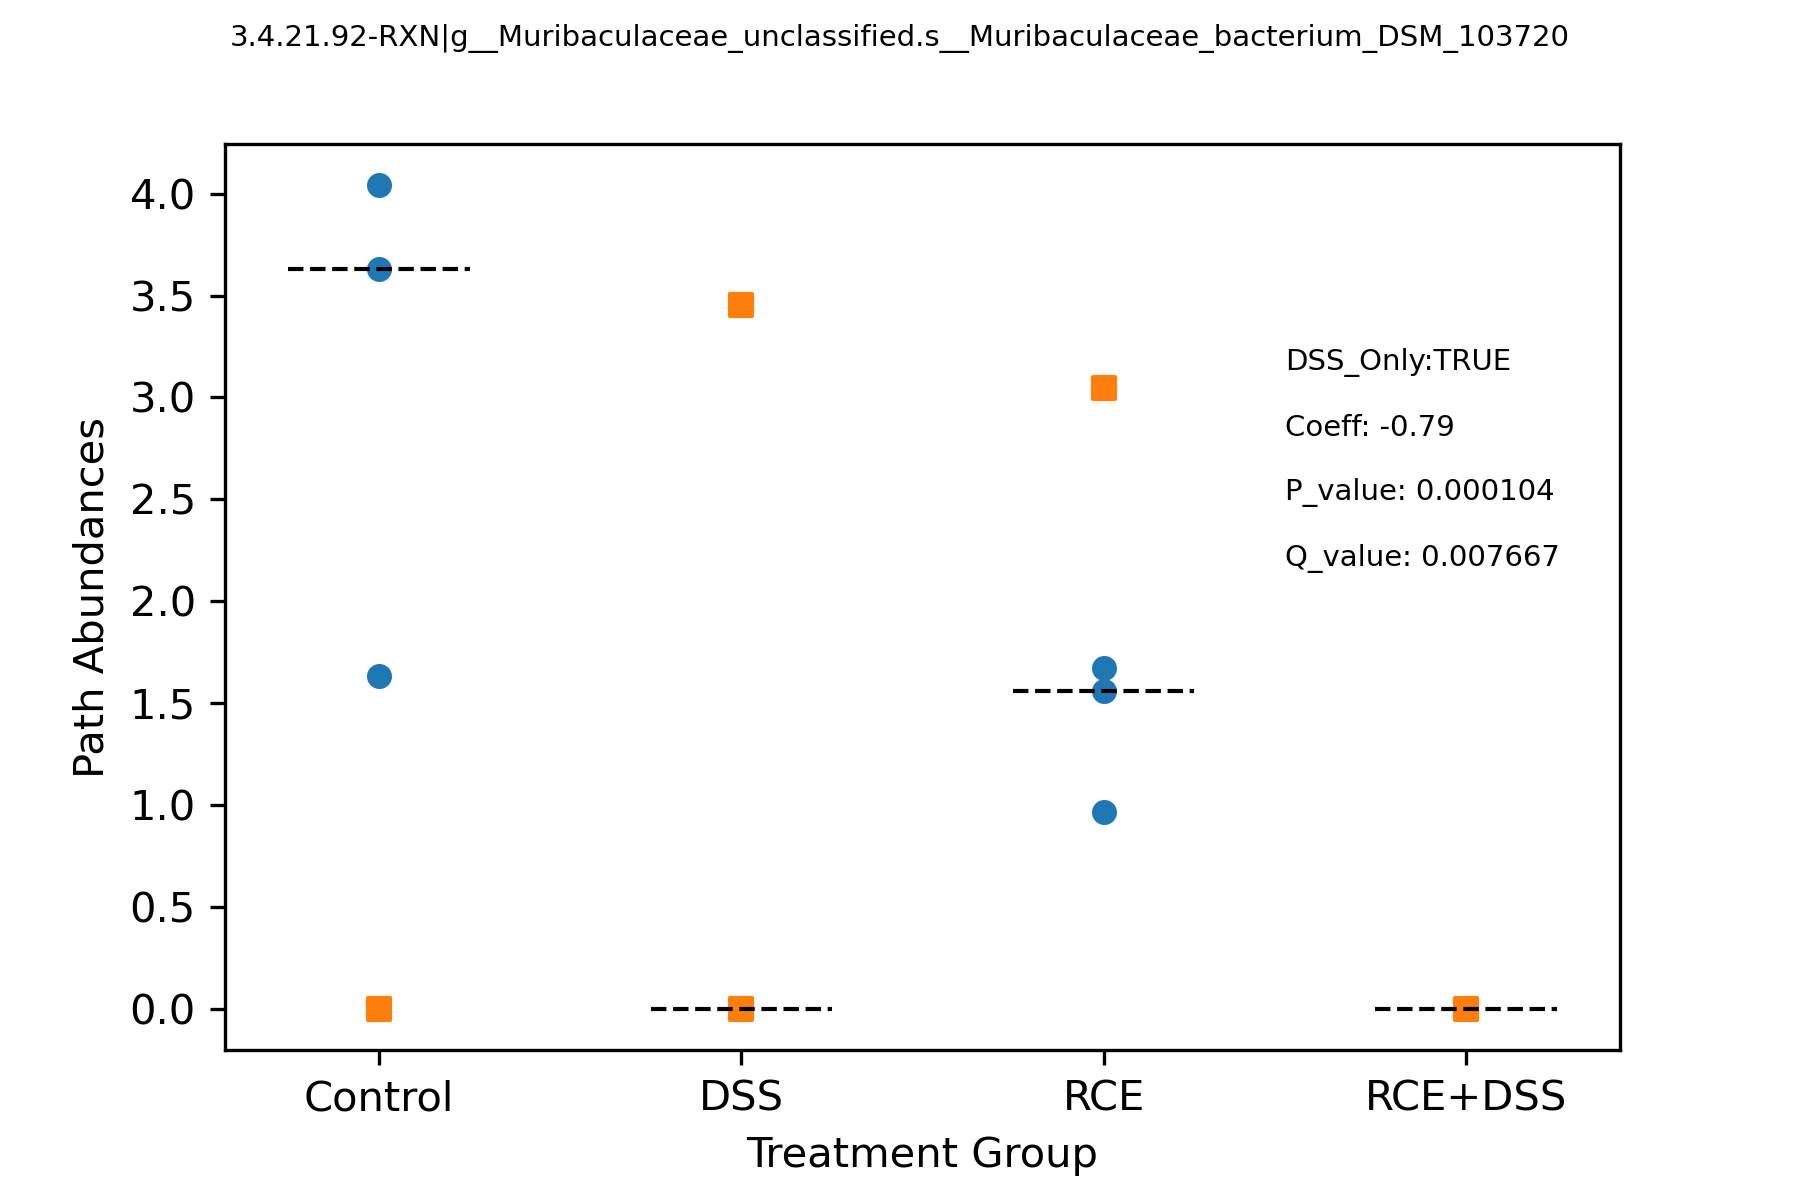 3.4.21.92-RXN|g__Muribaculaceae_unclassified.s__Muribaculaceae_bacterium_DSM_103720
4.0
3.5
3.0
2.5
2.0
1.5
1.0
0.5
0.0
Path Abundances
DSS_Only:TRUE
Coeff: -0.79
P_value: 0.000104
Q_value: 0.007667
Control
DSS
RCE
RCE+DSS
Treatment Group